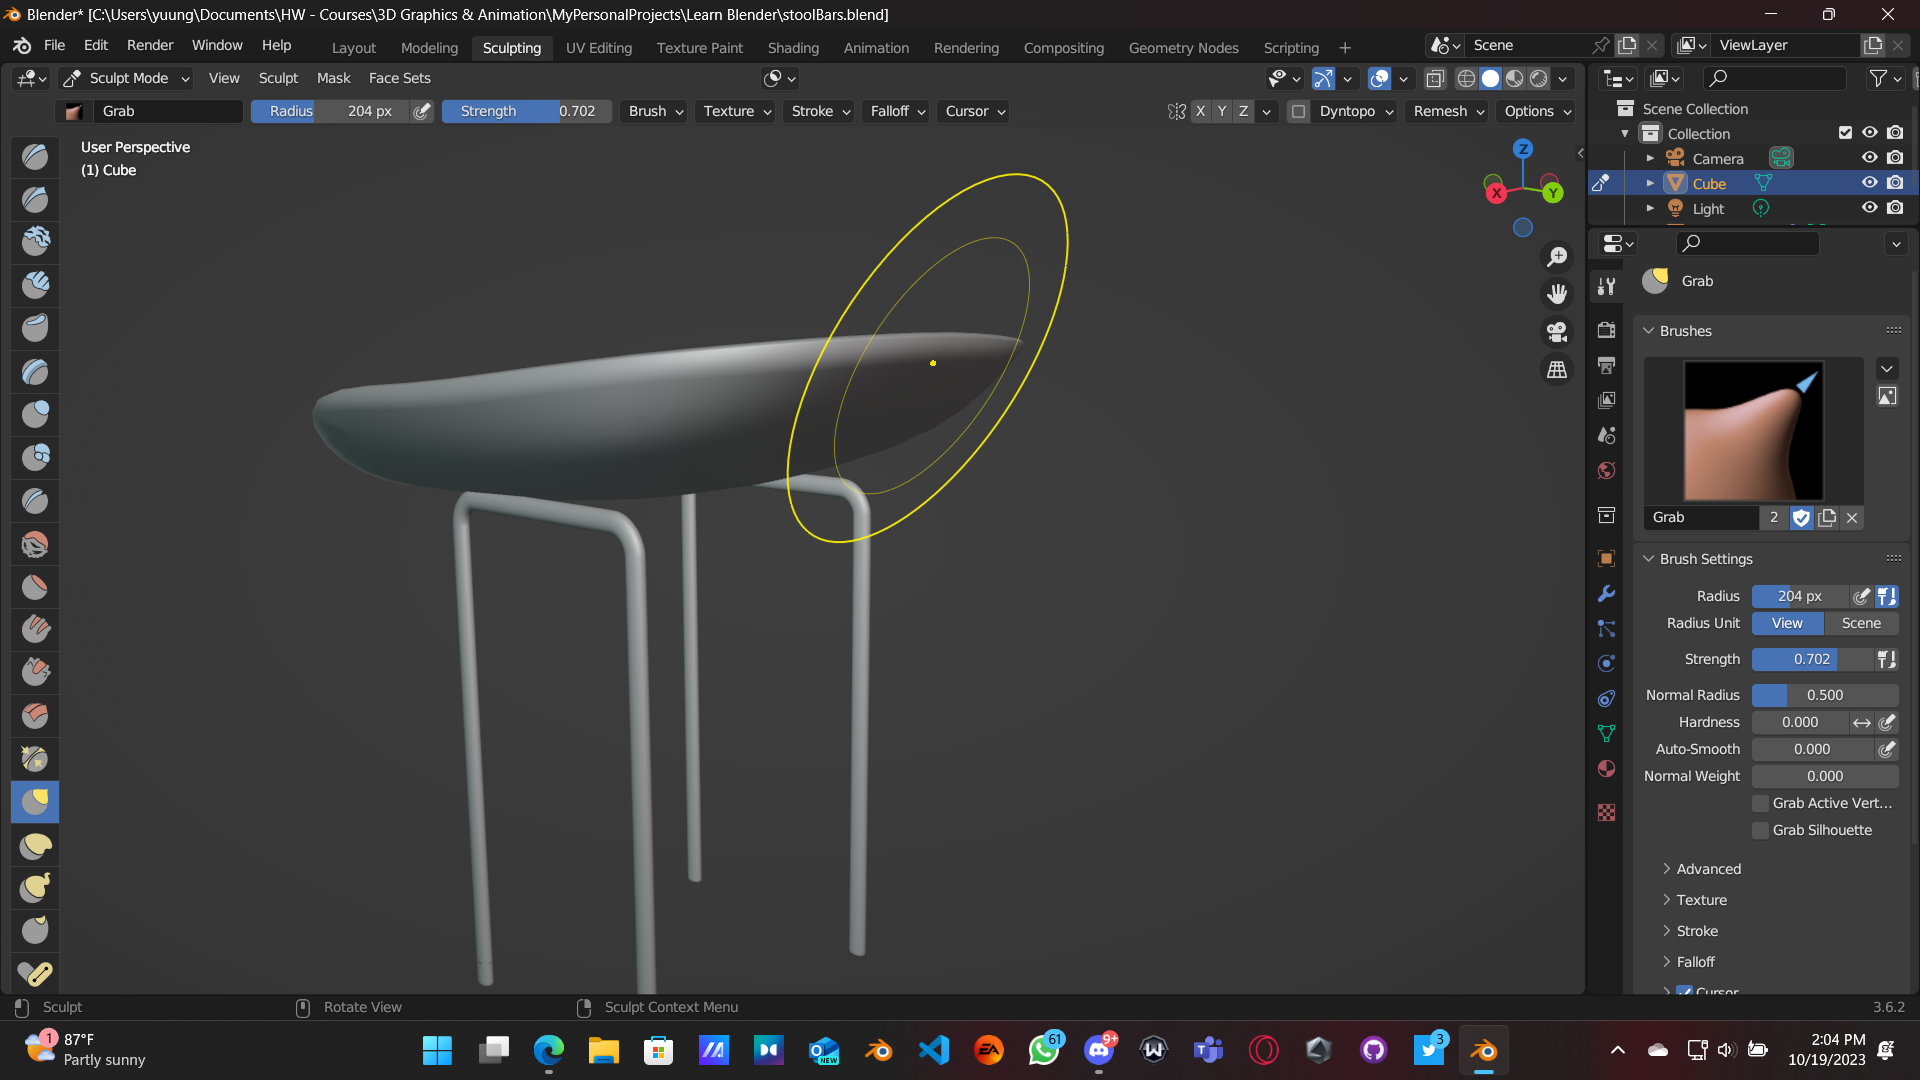 Blender* [C:\Users\yuung\Documents\HW - Courses\3D Graphics & Animation\MyPersonalProjects\Learn Blender\stoolBars.blend]
File Edit Render Window Help Layout Modeling Sculpting UV Editing Texture Paint Shading Animation Rendering Compositing Geometry Nodes Scripting + Scene ViewLayer
Sculpt Mode View Sculpt Mask Face Sets
Grab Radius 204 px Strength 0.702 Brush Texture Stroke Falloff Cursor X Y Z Dyntopo Remesh Options
User Perspective
(1) Cube
Z
X
Y
Scene Collection
Collection
Camera
Cube
Light
Grab
Brushes
Grab 2
Brush Settings
Radius 204 px
Radius Unit View Scene
Strength 0.702
Normal Radius 0.500
Hardness 0.000
Auto-Smooth 0.000
Normal Weight 0.000
Grab Active Vert...
Grab Silhouette
Advanced
Texture
Stroke
Falloff
Cursor
Sculpt Rotate View Sculpt Context Menu 3.6.2
1
87°F
Partly sunny
NEW
EA
61
9+
3
2:04 PM
10/19/2023